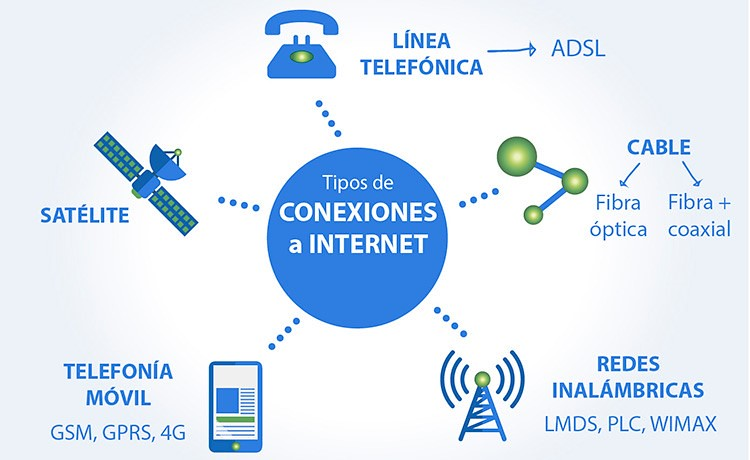 LÍNEA
TELEFÓNICA
ADSL
CABLE
Fibra
óptica
Fibra +
coaxial
SATÉLITE
Tipos de
CONEXIONES
a INTERNET
TELEFONÍA
MÓVIL
GSM, GPRS, 4G
REDES
INALÁMBRICAS
LMDS, PLC, WIMAX